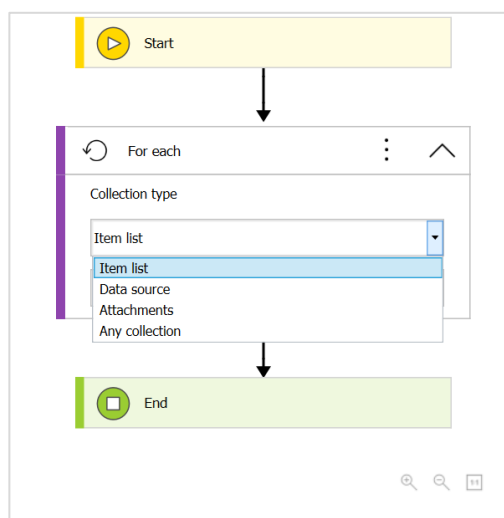 Start
For each
Collection type
Item list
Item list
Data source
Attachments
Any collection
End